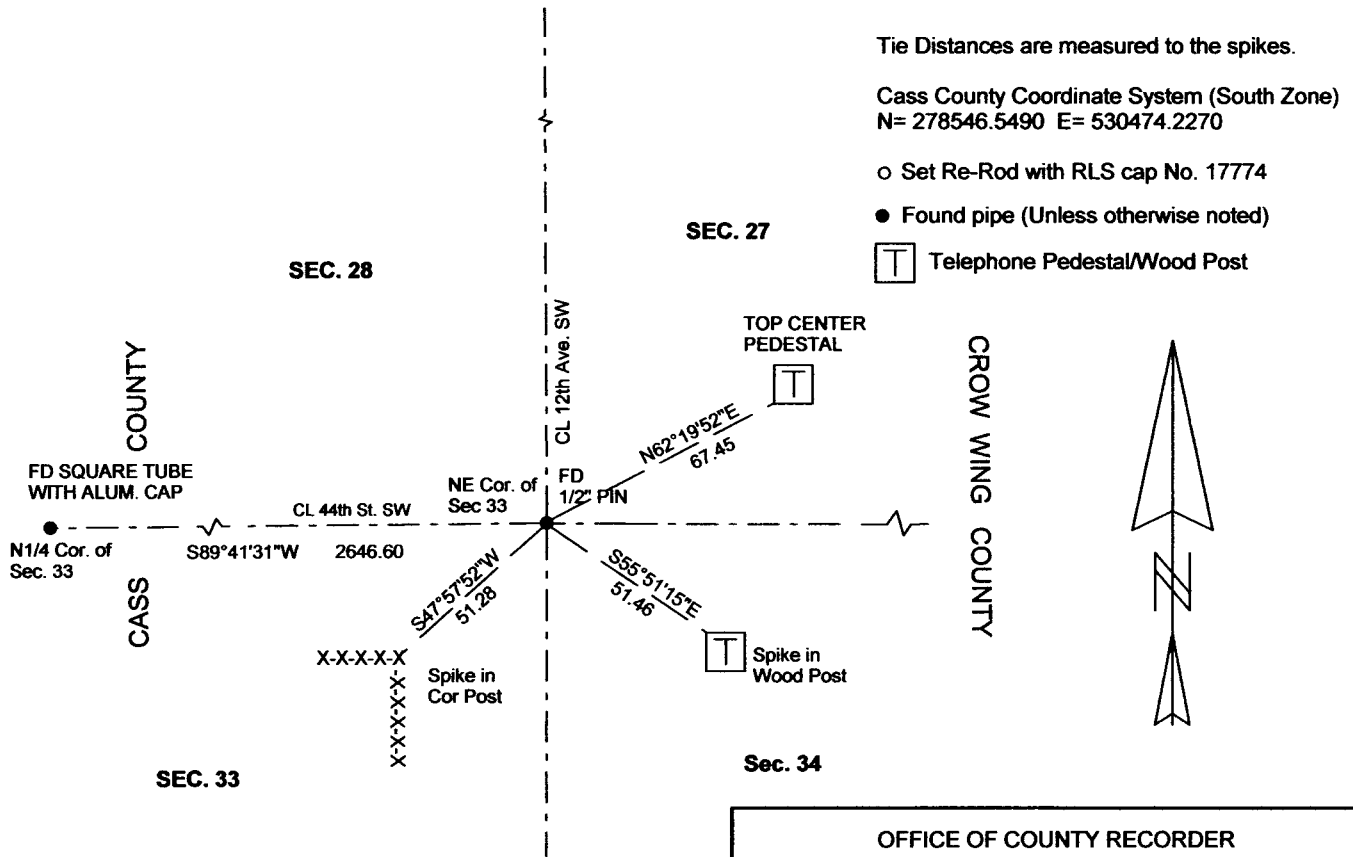 Tie Distances are measured to the spikes.
Cass County Coordinate System (South Zone)
N= 278546.5490 E= 530474.2270
Set Re-Rod with RLS cap No. 17774
Found pipe (Unless otherwise noted)
T Telephone Pedestal/Wood Post
SEC. 27
SEC. 28
CL 12th Ave. SW
TOP CENTER
PEDESTAL
T
N62°19'52"E
67.45
CROW WING COUNTY
CASS COUNTY
FD SQUARE TUBE
WITH ALUM. CAP
N1/4 Cor. of
Sec. 33
CL 44th St. SW
S89°41'31"W 2646.60
NE Cor. of
Sec 33
FD
1/2" PIN
S47°57'52"W
51.28
S55°51'15"E
51.46
X-X-X-X-X
X-X-X-X-X
Spike in
Cor Post
T
Spike in
Wood Post
SEC. 33
Sec. 34
N
OFFICE OF COUNTY RECORDER